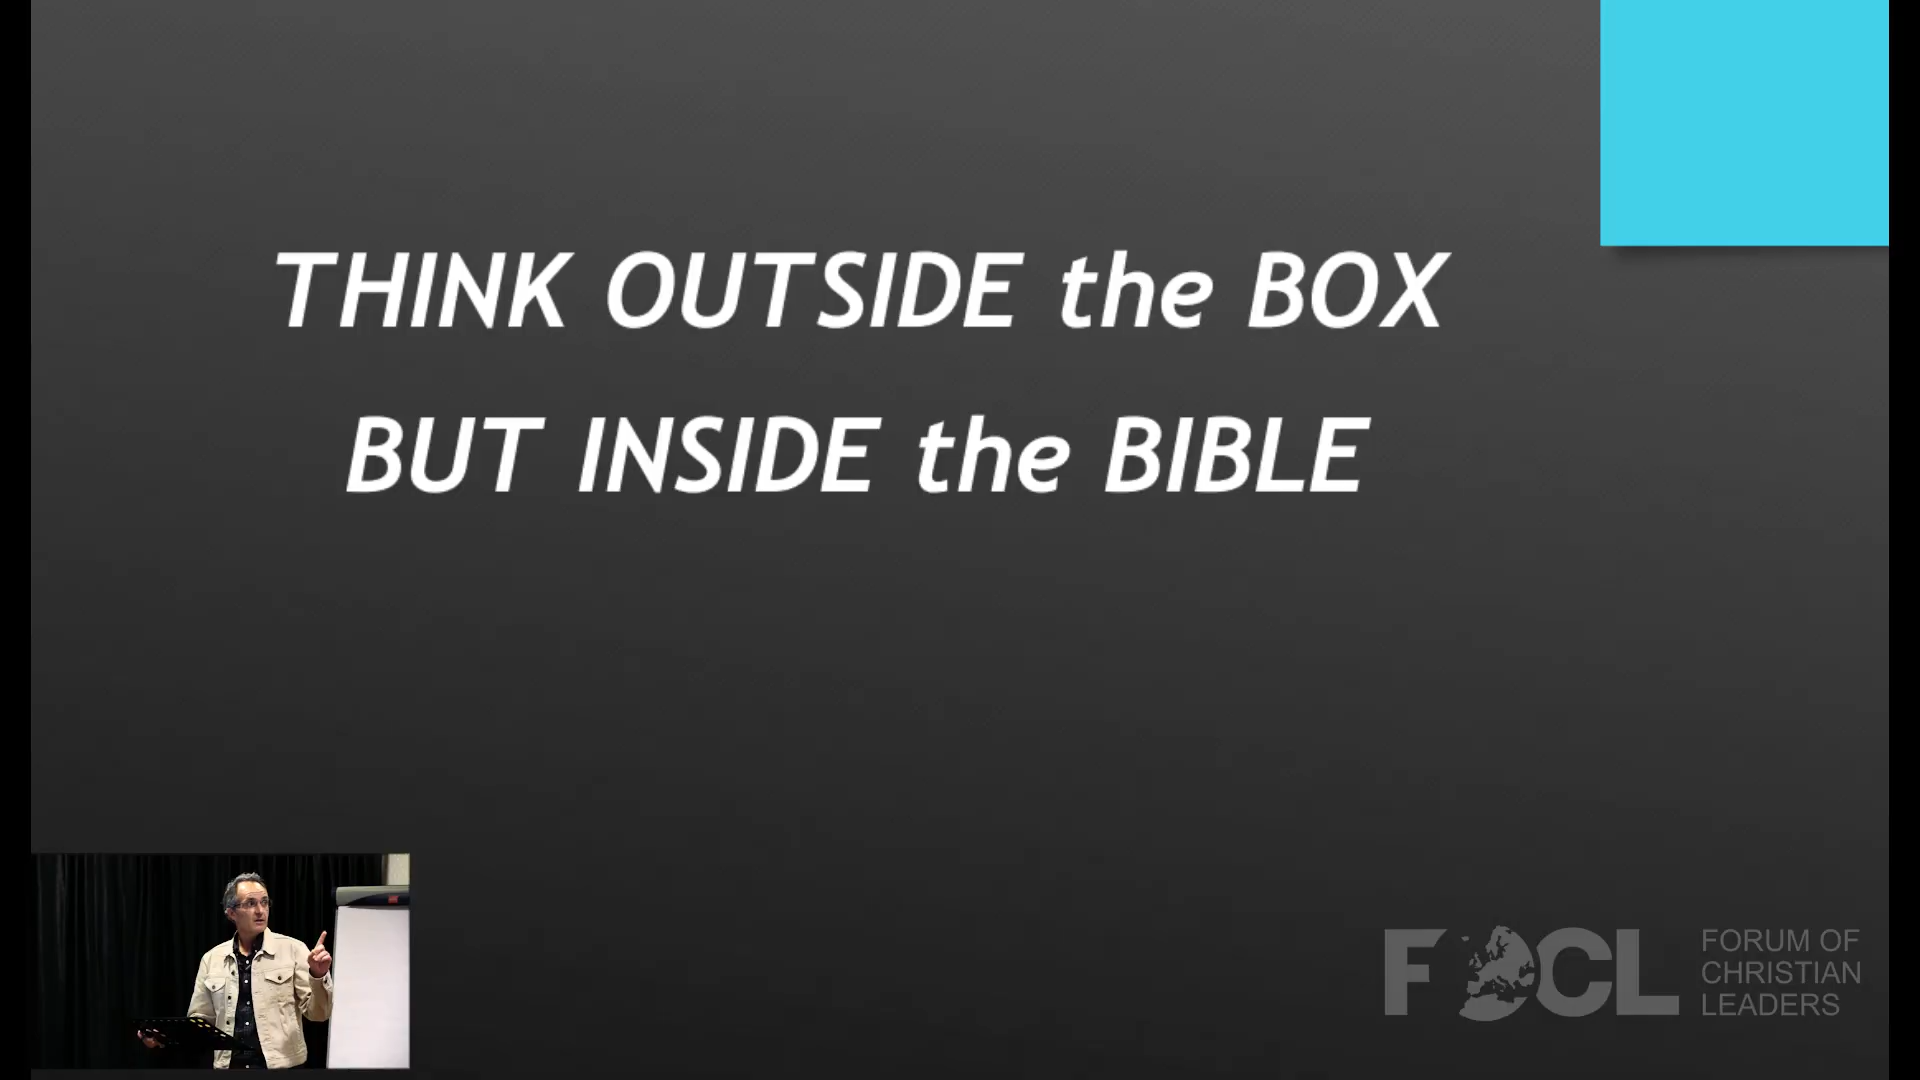 THINK OUTSIDE the BOX
BUT INSIDE the BIBLE
FOCL
FORUM OF
CHRISTIAN
LEADERS